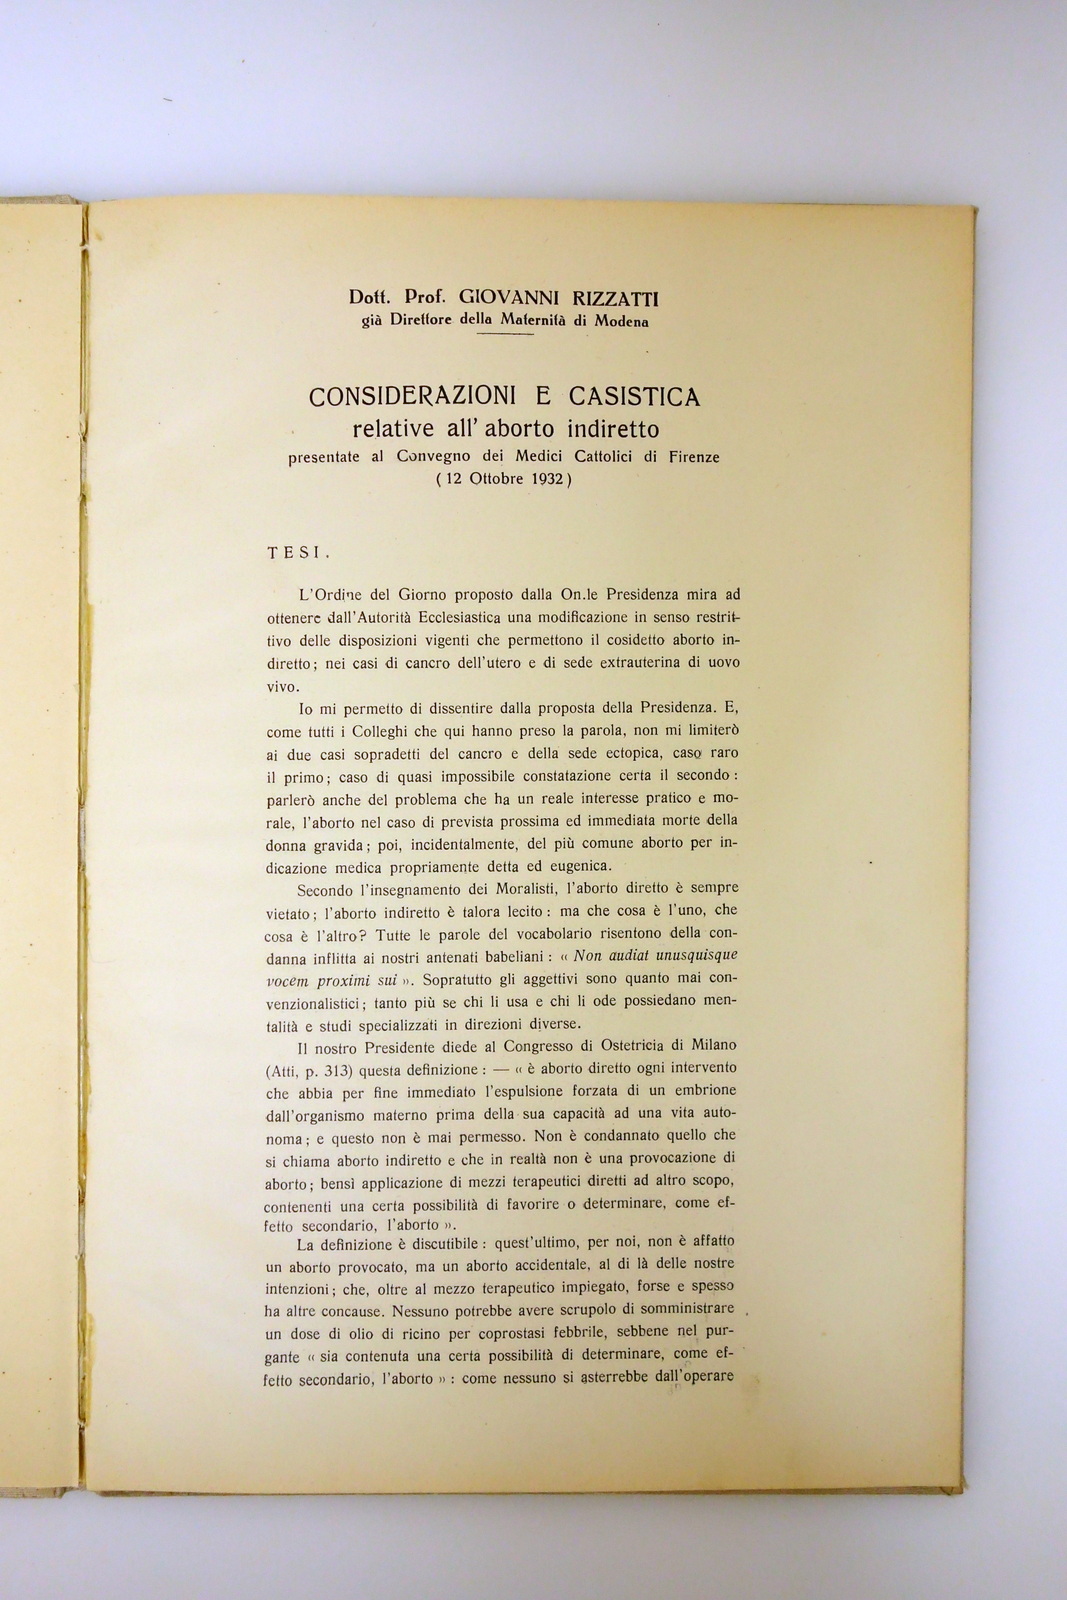 Dott. Prof. GIOVANNI RIZZATTI
già Direttore della Maternità di Modena
CONSIDERAZIONI E CASISTICA
relative all' aborto indiretto
presentate al Convegno dei Medici Cattolici di Firenze
( 12 Ottobre 1932 )
TESI.
L'Ordine del Giorno proposto dalla On.le Presidenza mira ad
ottenere dall'Autorità Ecclesiastica una modificazione in senso restrit-
tivo delle disposizioni vigenti che permettono il cosidetto aborto in-
diretto ; nei casi di cancro dell'utero e di sede extrauterina di uovo
vivo.
Io mi permetto di dissentire dalla proposta della Presidenza. E,
come tutti i Colleghi che qui hanno preso la parola, non mi limiterò
ai due casi sopradetti del cancro e della sede ectopica, caso raro
il primo ; caso di quasi impossibile constatazione certa il secondo :
parlerò anche del problema che ha un reale interesse pratico e mo-
rale, l'aborto nel caso di prevista prossima ed immediata morte della
donna gravida ; poi, incidentalmente, del più comune aborto per in-
dicazione medica propriamente detta ed eugenica.
Secondo l'insegnamento dei Moralisti, l'aborto diretto è sempre
vietato ; l'aborto indiretto è talora lecito : ma che cosa è l'uno, che
cosa è l'altro? Tutte le parole del vocabolario risentono della con-
danna inflitta ai nostri antenati babeliani : « Non audiat unusquisque
vocem proximi sui ». Sopratutto gli aggettivi sono quanto mai con-
venzionalistici ; tanto più se chi li usa e chi li ode possiedano men-
talità e studi specializzati in direzioni diverse.
Il nostro Presidente diede al Congresso di Ostetricia di Milano
(Atti, p. 313) questa definizione : — « è aborto diretto ogni intervento
che abbia per fine immediato l'espulsione forzata di un embrione
dall'organismo materno prima della sua capacità ad una vita auto-
noma ; e questo non è mai permesso. Non è condannato quello che
si chiama aborto indiretto e che in realtà non è una provocazione di
aborto ; bensì applicazione di mezzi terapeutici diretti ad altro scopo,
contenenti una certa possibilità di favorire o determinare, come ef-
fetto secondario, l'aborto ».
La definizione è discutibile : quest'ultimo, per noi, non è affatto
un aborto provocato, ma un aborto accidentale, al di là delle nostre
intenzioni ; che, oltre al mezzo terapeutico impiegato, forse e spesso
ha altre concause. Nessuno potrebbe avere scrupolo di somministrare
un dose di olio di ricino per coprostasi febbrile, sebbene nel pur-
gante « sia contenuta una certa possibilità di determinare, come ef-
fetto secondario, l'aborto » : come nessuno si asterrebbe dall'operare